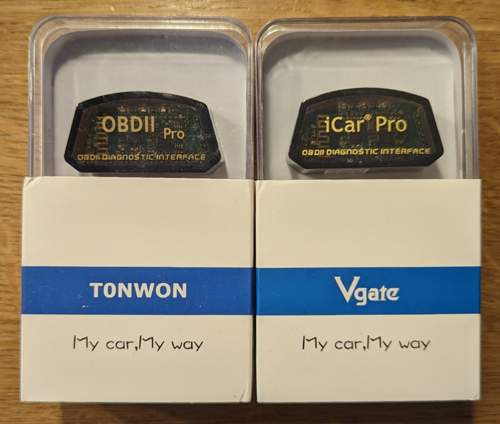 OBDII Pro
OBDII DIAGNOSTIC INTERFACE
TONWON
My car,My way
iCar® Pro
OBDII DIAGNOSTIC INTERFACE
Vgate
My car,My way